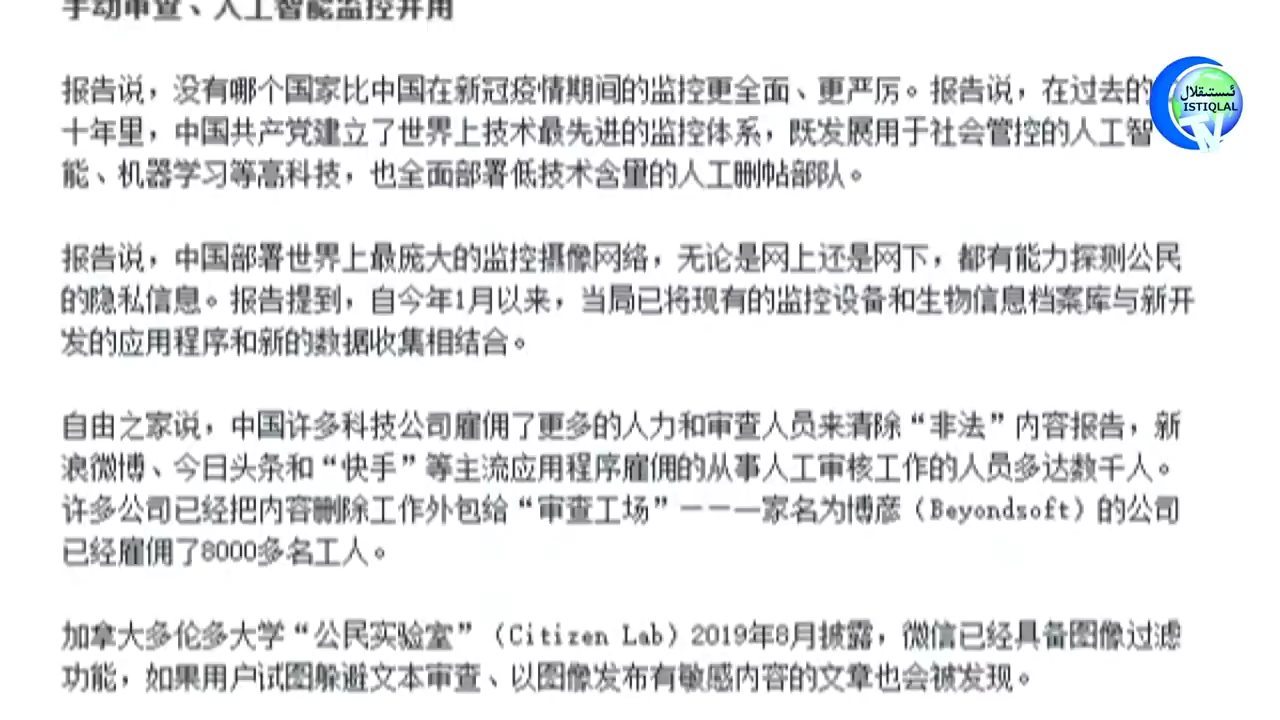 手动审查、人工智能监控并用
报告说，没有哪个国家比中国在新冠疫情期间的监控更全面、更严厉。报告说，在过去的
十年里，中国共产党建立了世界上技术最先进的监控体系，既发展用于社会管控的人工智
能、机器学习等高科技，也全面部署低技术含量的人工删帖部队。
报告说，中国部署世界上最庞大的监控摄像网络，无论是网上还是网下，都有能力探测公民
的隐私信息。报告提到，自今年1月以来，当局已将现有的监控设备和生物信息档案库与新开
发的应用程序和新的数据收集相结合。
自由之家说，中国许多科技公司雇佣了更多的人力和审查人员来清除“非法”内容报告，新
浪微博、今日头条和“快手”等主流应用程序雇佣的从事人工审核工作的人员多达数千人。
许多公司已经把内容删除工作外包给“审查工场”－－—家名为博彦（Beyondsoft）的公司
已经雇佣了8000多名工人。
加拿大多伦多大学“公民实验室”（Citizen Lab）2019年8月披露，微信已经具备图像过滤
功能，如果用户试图躲避文本审查、以图像发布有敏感内容的文章也会被发现。
ئىستىقلال
ISTIQLAL
TV